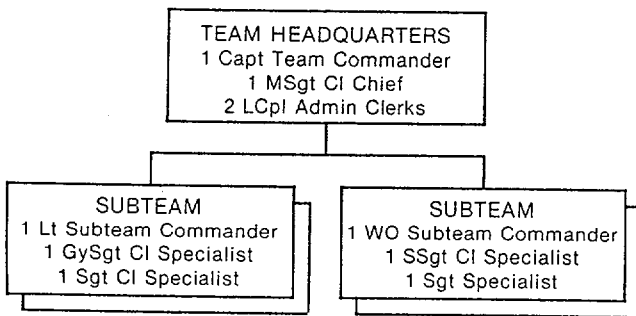 TEAM HEADQUARTERS
1 Capt Team Commander
1 MSgt CI Chief
2 LCpl Admin Clerks
SUBTEAM
1 Lt Subteam Commander
1 GySgt CI Specialist
1 Sgt CI Specialist
SUBTEAM
1 WO Subteam Commander
1 SSgt CI Specialist
1 Sgt Specialist